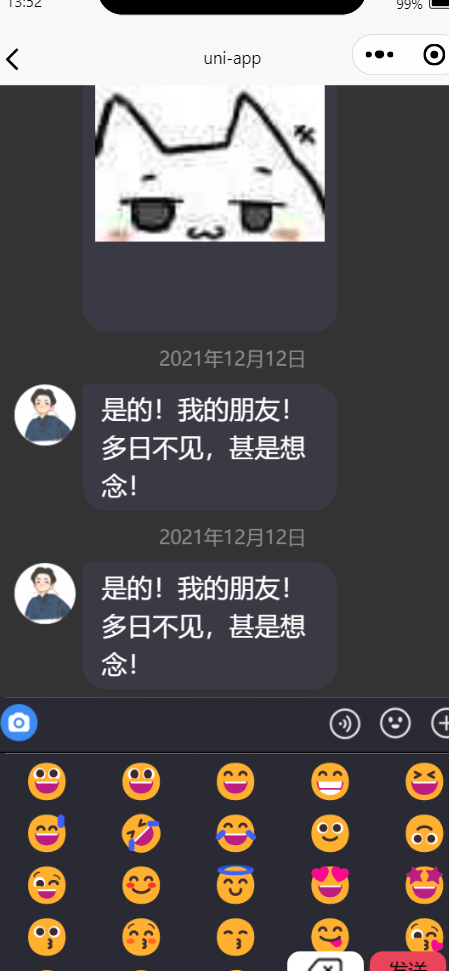 13:52
99%
uni-app
2021年12月12日
是的！我的朋友！
多日不见，甚是想
念！
2021年12月12日
是的！我的朋友！
多日不见，甚是想
念！
发送